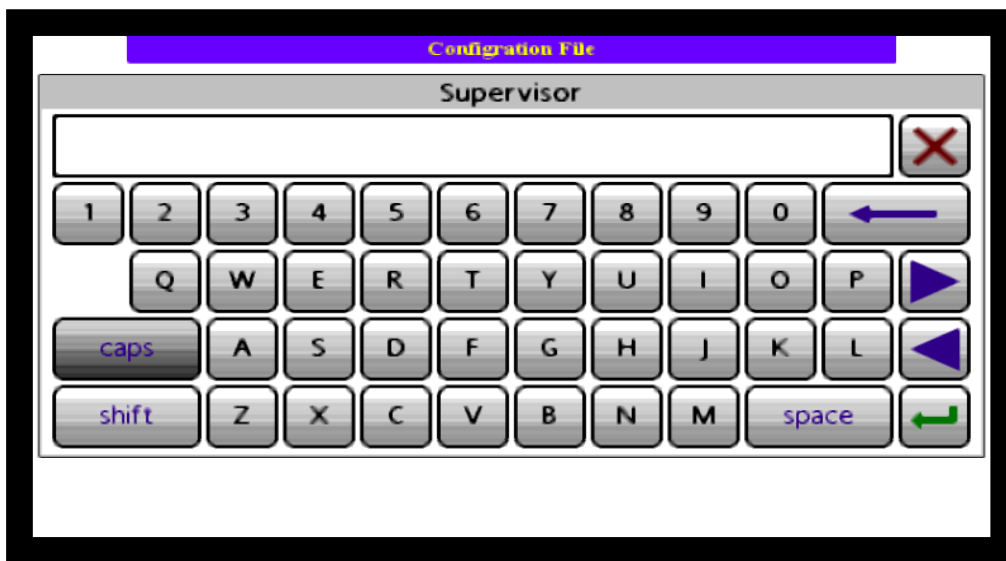 Configration File
Supervisor
1 2 3 4 5 6 7 8 9 0
Q W E R T Y U I O P
caps A S D F G H J K L
shift Z X C V B N M space